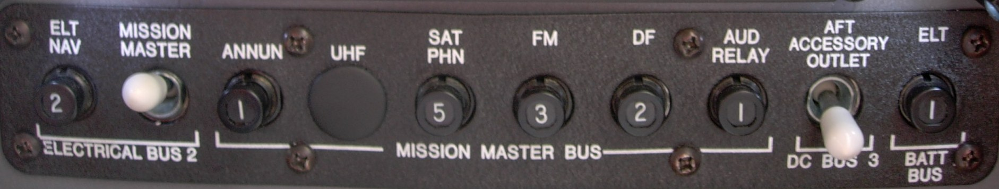 ELT
NAV
MISSION
MASTER
ANNUN
UHF
SAT
PHN
FM
DF
AUD
RELAY
AFT
ACCESSORY
OUTLET
ELT
2
1
5
3
2
1
1
ELECTRICAL BUS 2
MISSION MASTER BUS
DC BUS 3
BATT
BUS